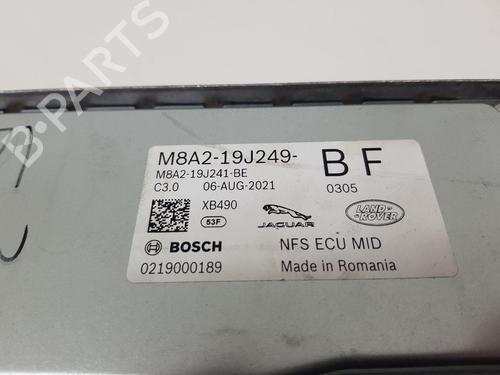 B-PARTS
M8A2-19J249- BF
M8A2-19J241-BE
C3.0 06-AUG-2021 0305
XB490
53F
JAGUAR
LAND ROVER
BOSCH NFS ECU MID
0219000189 Made in Romania